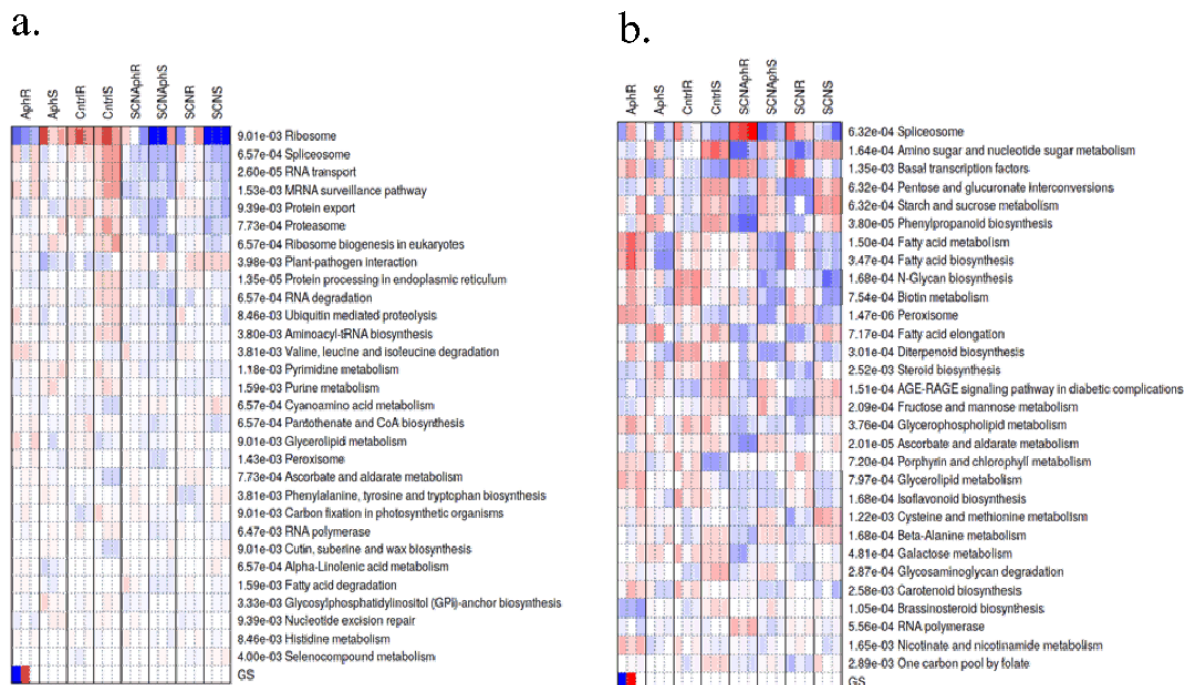 a.
AphR
AphS
CntrlR
CntrlS
SCNAphR
SCNAphS
SCNR
SCNS
9.01e-03 Ribosome
6.57e-04 Spliceosome
2.60e-05 RNA transport
1.53e-03 MRNA surveillance pathway
9.39e-03 Protein export
7.73e-04 Proteasome
6.57e-04 Ribosome biogenesis in eukaryotes
3.98e-03 Plant-pathogen interaction
1.35e-05 Protein processing in endoplasmic reticulum
6.57e-04 RNA degradation
8.46e-03 Ubiquitin mediated proteolysis
3.80e-03 Aminoacyl-tRNA biosynthesis
3.81e-03 Valine, leucine and isoleucine degradation
1.18e-03 Pyrimidine metabolism
1.59e-03 Purine metabolism
6.57e-04 Cyanoamino acid metabolism
6.57e-04 Pantothenate and CoA biosynthesis
9.01e-03 Glycerolipid metabolism
1.43e-03 Peroxisome
7.73e-04 Ascorbate and aldarate metabolism
3.81e-03 Phenylalanine, tyrosine and tryptophan biosynthesis
9.01e-03 Carbon fixation in photosynthetic organisms
6.47e-03 RNA polymerase
9.01e-03 Cutin, suberine and wax biosynthesis
6.57e-04 Alpha-Linolenic acid metabolism
1.59e-03 Fatty acid degradation
3.33e-03 Glycosylphosphatidylinositol (GPI)-anchor biosynthesis
9.39e-03 Nucleotide excision repair
8.46e-03 Histidine metabolism
4.00e-03 Selenocompound metabolism
GS
b.
AphR
AphS
CntrlR
CntrlS
SCNAphR
SCNAphS
SCNR
SCNS
6.32e-04 Spliceosome
1.64e-04 Amino sugar and nucleotide sugar metabolism
1.35e-03 Basal transcription factors
6.32e-04 Pentose and glucuronate interconversions
6.32e-04 Starch and sucrose metabolism
3.80e-05 Phenylpropanoid biosynthesis
1.50e-04 Fatty acid metabolism
3.47e-04 Fatty acid biosynthesis
1.68e-04 N-Glycan biosynthesis
7.54e-04 Biotin metabolism
1.47e-06 Peroxisome
7.17e-04 Fatty acid elongation
3.01e-04 Diterpenoid biosynthesis
2.52e-03 Steroid biosynthesis
1.51e-04 AGE-RAGE signaling pathway in diabetic complications
2.09e-04 Fructose and mannose metabolism
3.76e-04 Glycerophospholipid metabolism
2.01e-05 Ascorbate and aldarate metabolism
7.20e-04 Porphyrin and chlorophyll metabolism
7.97e-04 Glycerolipid metabolism
1.68e-04 Isoflavonoid biosynthesis
1.22e-03 Cysteine and methionine metabolism
1.68e-04 Beta-Alanine metabolism
4.81e-04 Galactose metabolism
2.87e-04 Glycosaminoglycan degradation
2.58e-03 Carotenoid biosynthesis
1.05e-04 Brassinosteroid biosynthesis
5.56e-04 RNA polymerase
1.65e-03 Nicotinate and nicotinamide metabolism
2.89e-03 One carbon pool by folate
GS